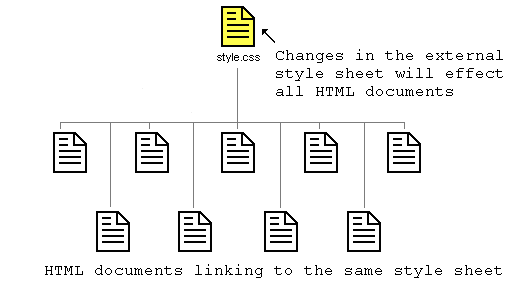 style.css
Changes in the external
style sheet will effect
all HTML documents
HTML documents linking to the same style sheet